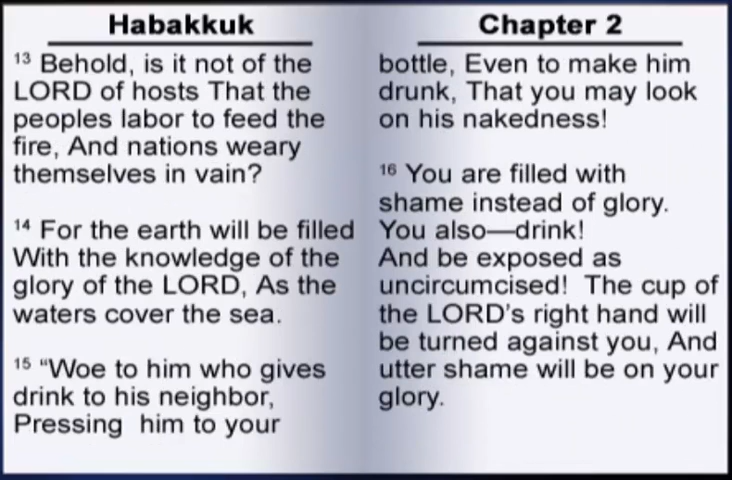 Habakkuk
¹³ Behold, is it not of the
LORD of hosts That the
peoples labor to feed the
fire, And nations weary
themselves in vain?
¹⁴ For the earth will be filled
With the knowledge of the
glory of the LORD, As the
waters cover the sea.
¹⁵ “Woe to him who gives
drink to his neighbor,
Pressing  him to your
Chapter 2
bottle, Even to make him
drunk, That you may look
on his nakedness!
¹⁶ You are filled with
shame instead of glory.
You also—drink!
And be exposed as
uncircumcised!  The cup of
the LORD’s right hand will
be turned against you, And
utter shame will be on your
glory.